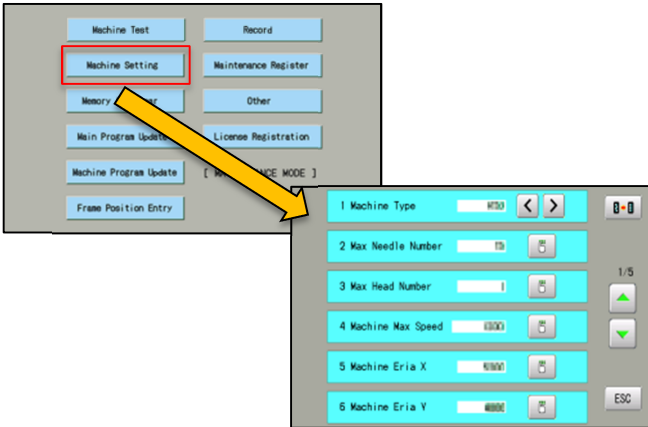 Machine Test
Record
Machine Setting
Maintenance Register
Memory
Other
Main Program Update
License Registration
Machine Program Update
[ MAINTENANCE MODE ]
Frame Position Entry
1 Machine Type
2 Max Needle Number
3 Max Head Number 1
1/5
4 Machine Max Speed
5 Machine Eria X
6 Machine Eria Y
ESC